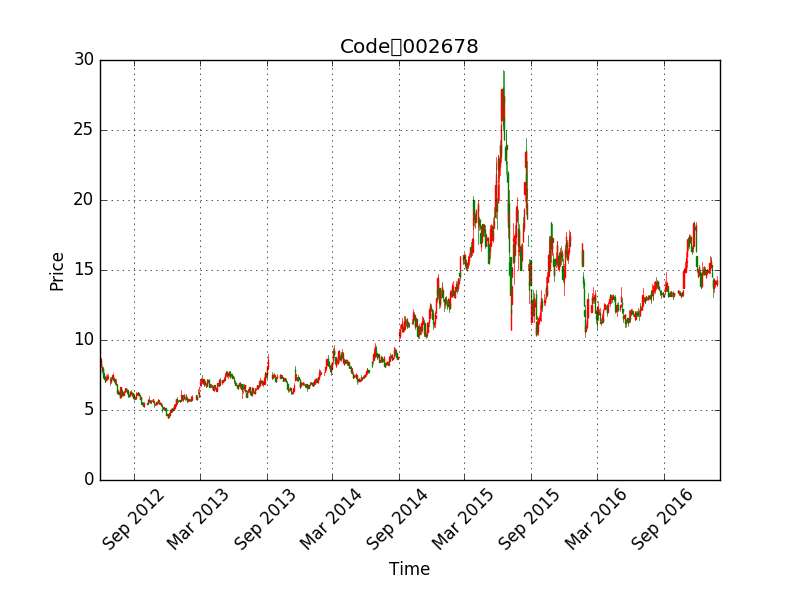 Code▯002678
30
25
20
15
10
5
0
Price
Sep 2012
Mar 2013
Sep 2013
Mar 2014
Sep 2014
Mar 2015
Sep 2015
Mar 2016
Sep 2016
Time